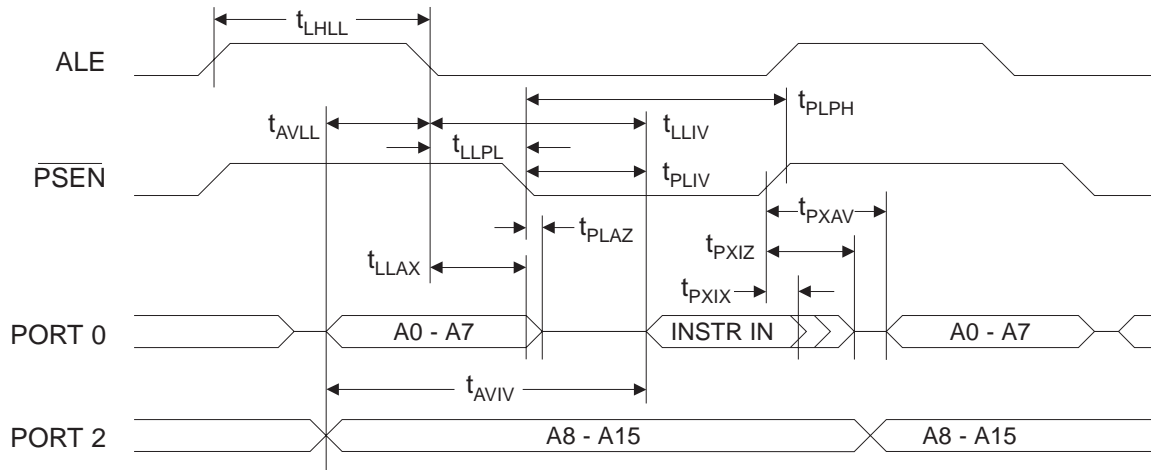 tLHLL
ALE
tPLPH
tAVLL
tLLIV
tLLPL
PSEN
tPLIV
tPXAV
tPLAZ
tPXIZ
tLLAX
tPXIX
PORT 0
A0 - A7
INSTR IN
A0 - A7
tAVIV
PORT 2
A8 - A15
A8 - A15